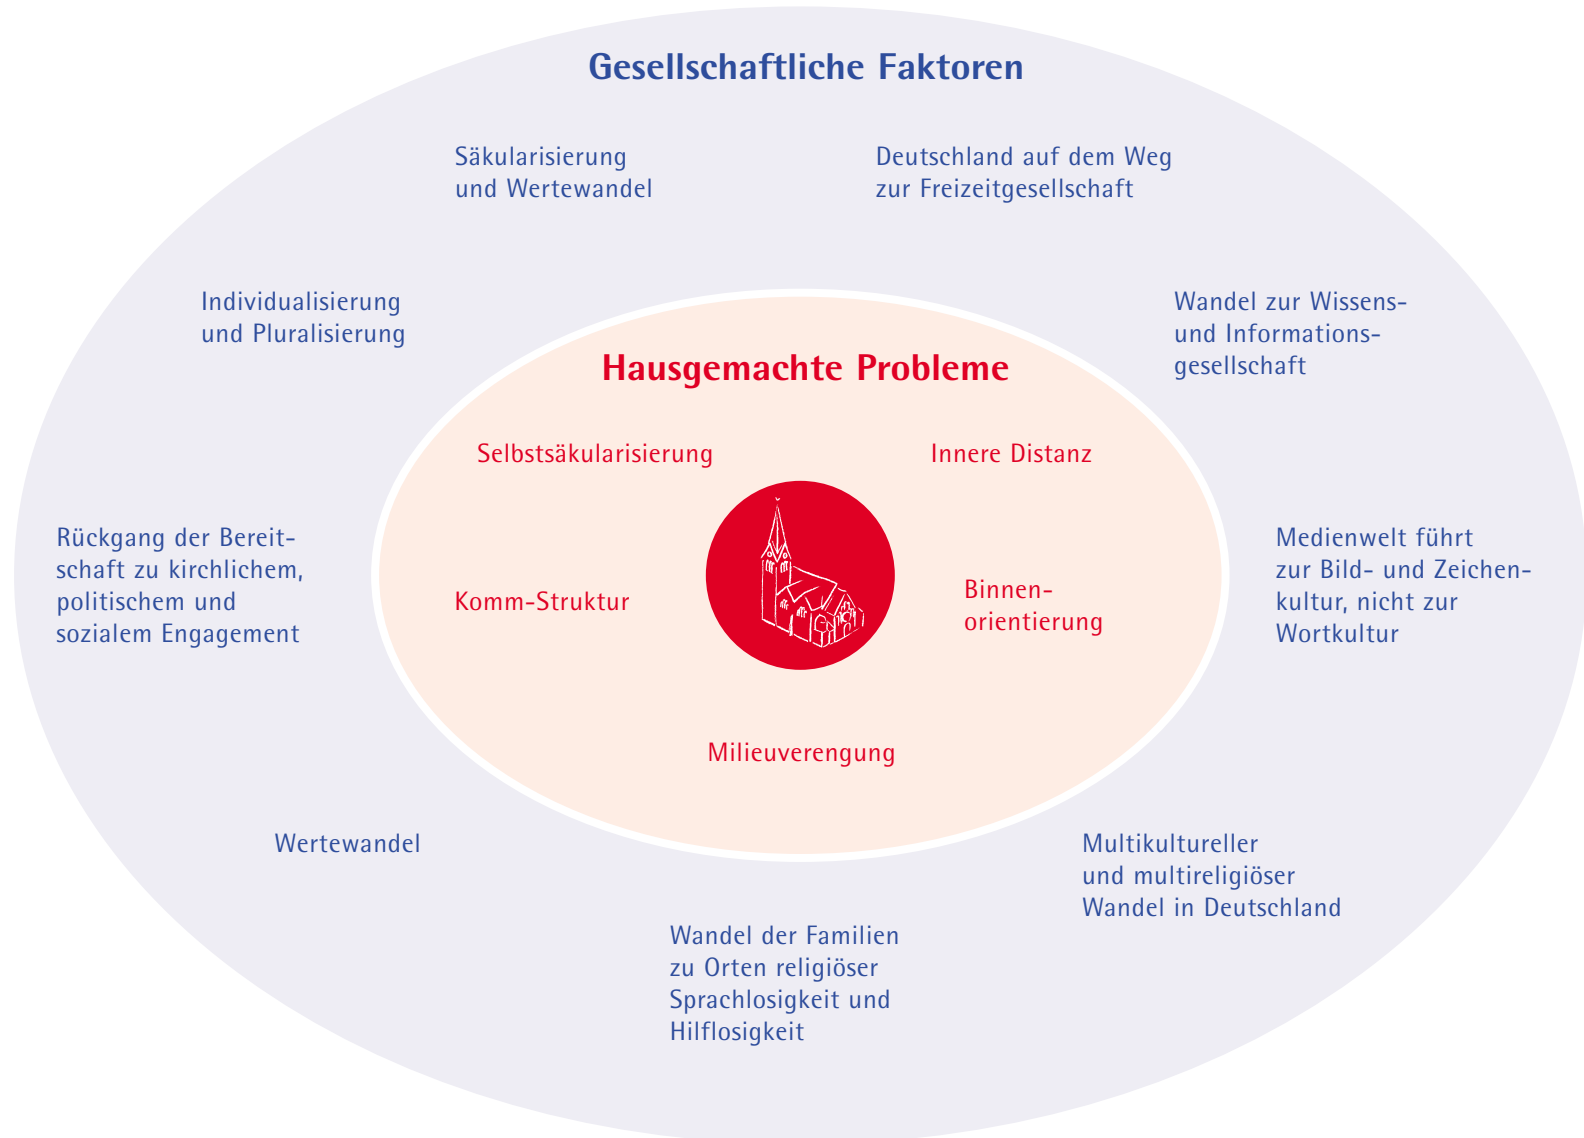 Gesellschaftliche Faktoren
Säkularisierung
und Wertewandel
Deutschland auf dem Weg
zur Freizeitgesellschaft
Individualisierung
und Pluralisierung
Wandel zur Wissens-
und Informations-
gesellschaft
Hausgemachte Probleme
Selbstsäkularisierung
Innere Distanz
Rückgang der Bereit-
schaft zu kirchlichem,
politischem und
sozialem Engagement
Komm-Struktur
Binnen-
orientierung
Medienwelt führt
zur Bild- und Zeichen-
kultur, nicht zur
Wortkultur
Milieuverengung
Wertewandel
Multikultureller
und multireligiöser
Wandel in Deutschland
Wandel der Familien
zu Orten religiöser
Sprachlosigkeit und
Hilflosigkeit